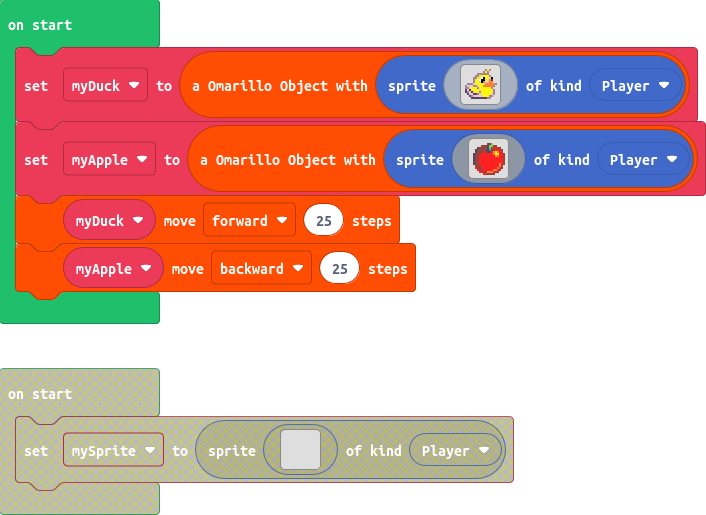 on start
set myDuck to a Omarillo Object with sprite of kind Player
set myApple to a Omarillo Object with sprite of kind Player
myDuck move forward 25 steps
myApple move backward 25 steps
on start
set mySprite to sprite of kind Player